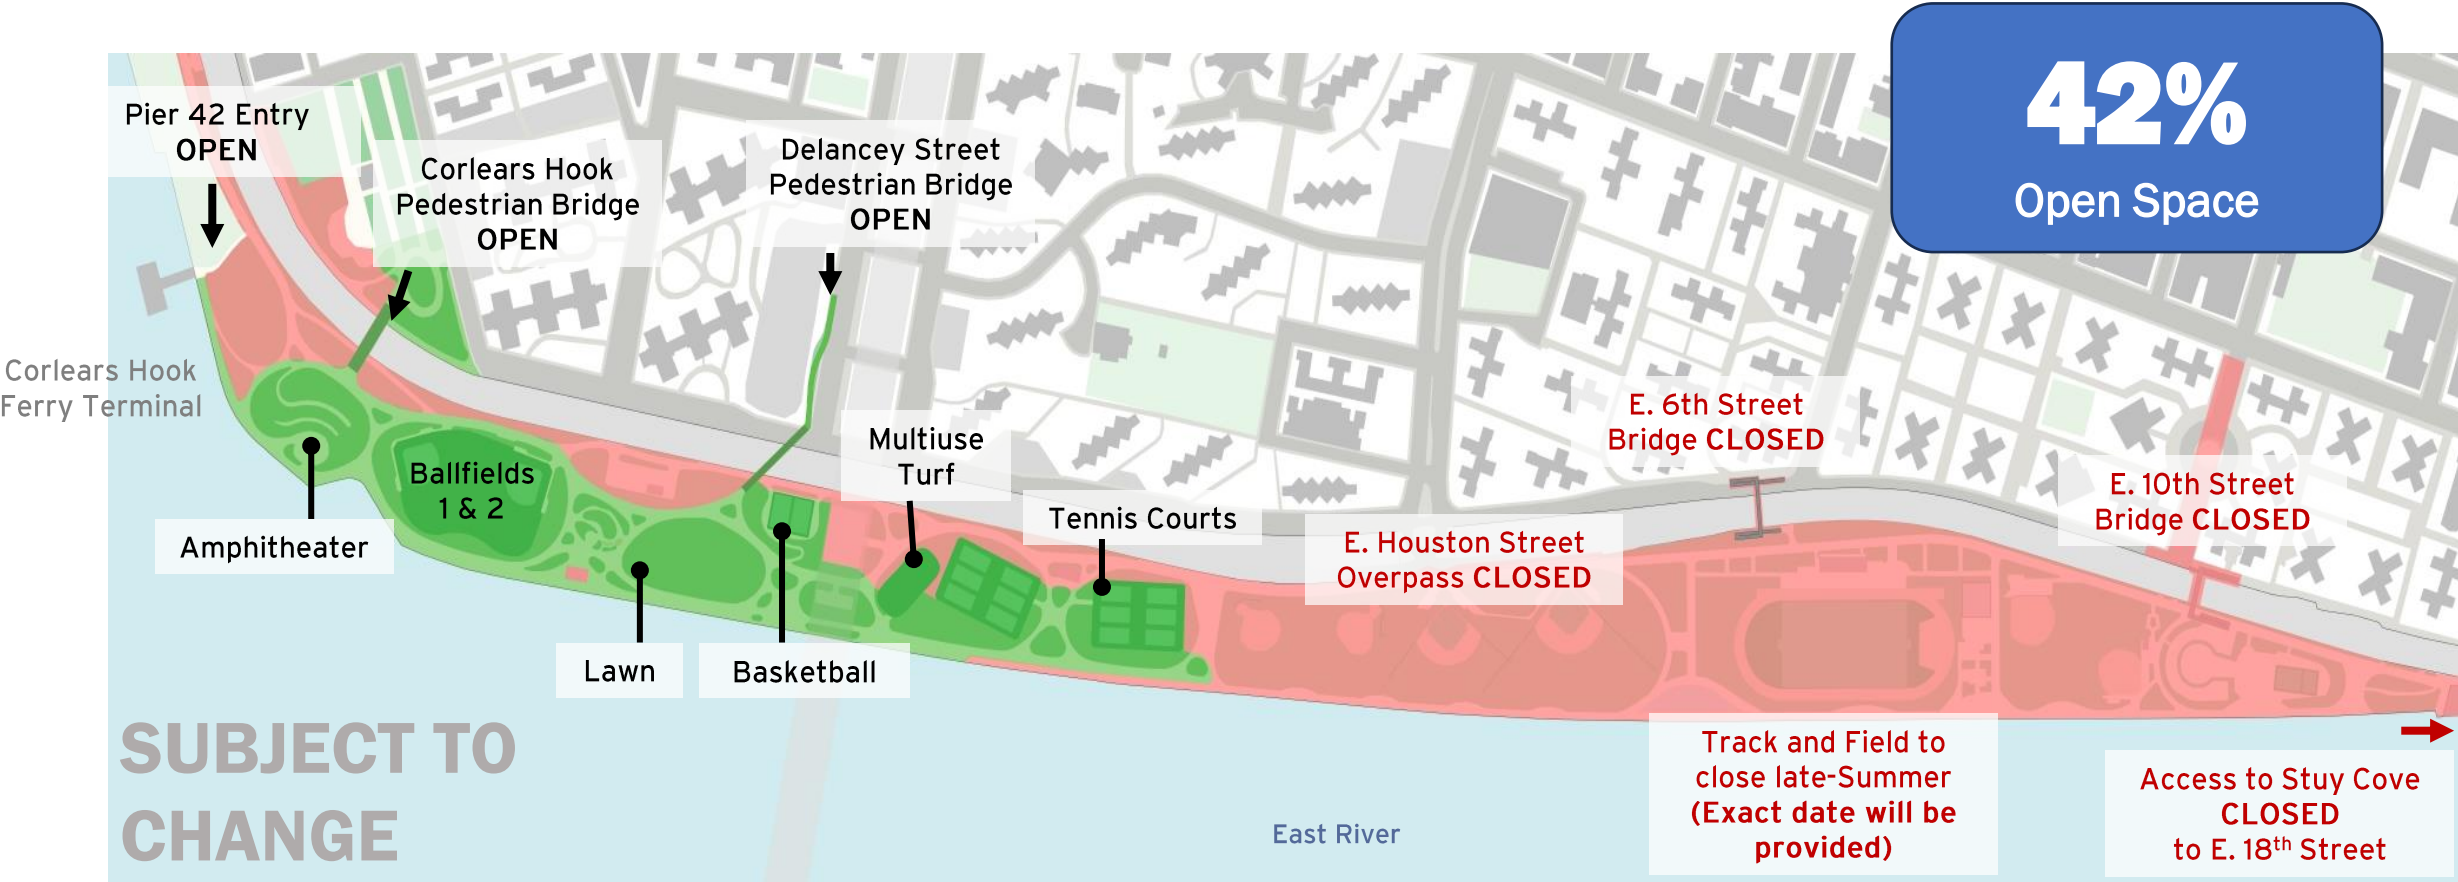 42%
Open Space
Pier 42 Entry
OPEN
Corlears Hook
Pedestrian Bridge
OPEN
Delancey Street
Pedestrian Bridge
OPEN
Corlears Hook
Ferry Terminal
Multiuse
Turf
Ballfields
1 & 2
Amphitheater
Lawn
Basketball
Tennis Courts
E. Houston Street
Overpass CLOSED
E. 6th Street
Bridge CLOSED
E. 10th Street
Bridge CLOSED
Track and Field to
close late-Summer
(Exact date will be
provided)
Access to Stuy Cove
CLOSED
to E. 18th Street
East River
SUBJECT TO
CHANGE